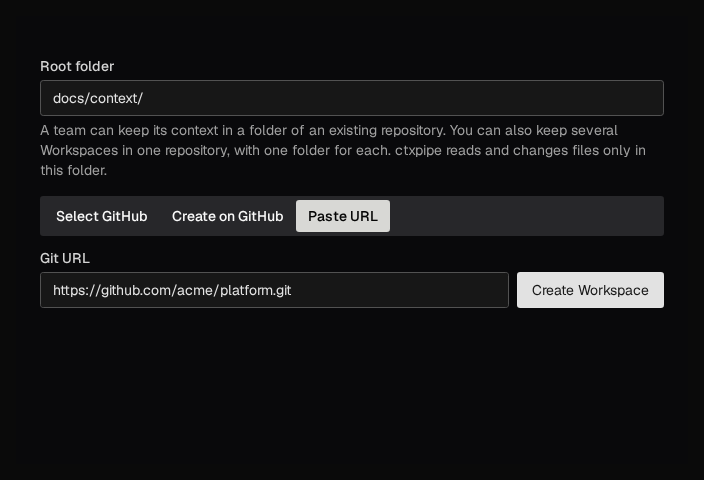 Root folder
docs/context/
A team can keep its context in a folder of an existing repository. You can also keep several
Workspaces in one repository, with one folder for each. ctxpipe reads and changes files only in
this folder.
Select GitHub Create on GitHub Paste URL
Git URL
https://github.com/acme/platform.git Create Workspace